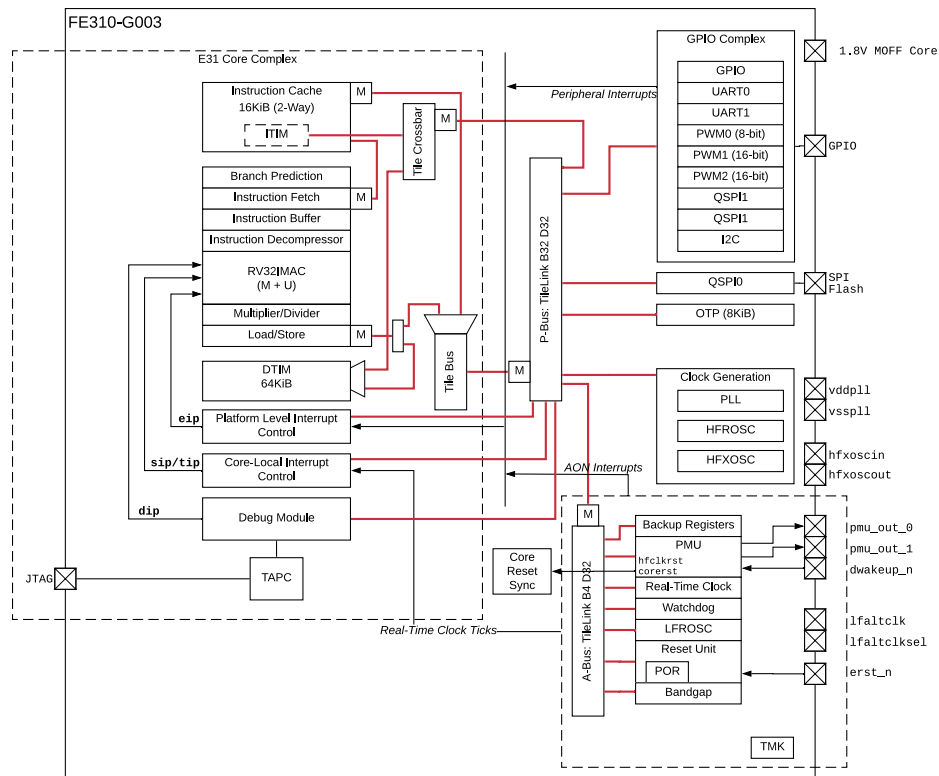 FE310-G003
E31 Core Complex
Instruction Cache
16KiB (2-Way)
ITIM
M
Tile Crossbar
M
Branch Prediction
Instruction Fetch
M
Instruction Buffer
Instruction Decompressor
RV32IMAC
(M + U)
Multiplier/Divider
Load/Store
M
DTIM
64KiB
Tile Bus
eip
Platform Level Interrupt
Control
sip/tip
Core-Local Interrupt
Control
dip
Debug Module
TAPC
JTAG
Real-Time Clock Ticks
Peripheral Interrupts
M
P-Bus: TileLink B32 D32
AON Interrupts
GPIO Complex
GPIO
UART0
UART1
PWM0 (8-bit)
PWM1 (16-bit)
PWM2 (16-bit)
QSPI1
QSPI1
I2C
QSPI0
OTP (8KiB)
Clock Generation
PLL
HFROSC
HFXOSC
M
A-Bus: TileLink B4 D32
Core
Reset
Sync
Backup Registers
PMU
hfclkrst
corerst
Real-Time Clock
Watchdog
LFROSC
Reset Unit
POR
Bandgap
TMK
1.8V MOFF Core
GPIO
SPI
Flash
vddpll
vsspll
hfxoscin
hfxoscout
pmu_out_0
pmu_out_1
dwakeup_n
lfaltclk
lfaltclksel
erst_n